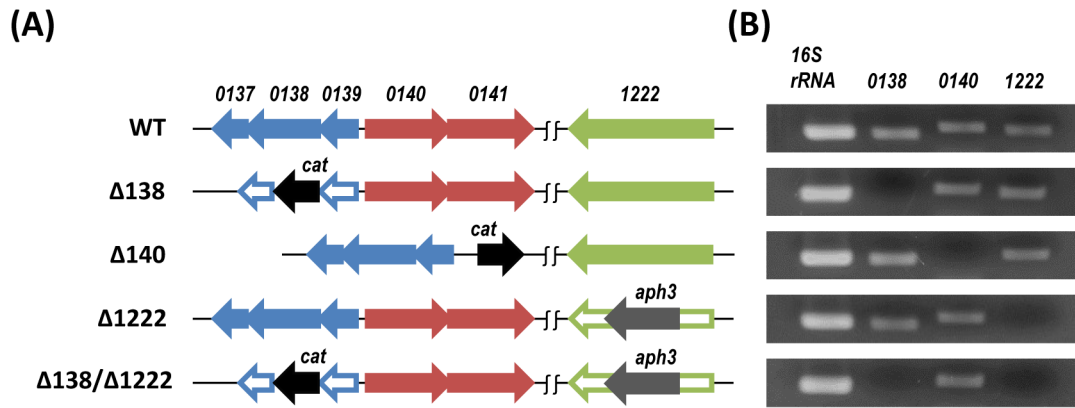 (A)
(B)
16S
rRNA 0138 0140 1222
0137 0138 0139 0140 0141 1222
WT
cat
Δ138
cat
Δ140
aph3
Δ1222
cat aph3
Δ138/Δ1222